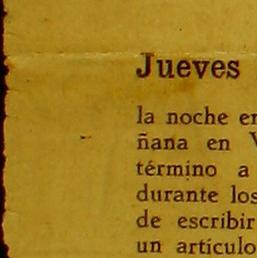 Jueves
la noche en
ñana en V
término a
durante los
de escribir
un artículo